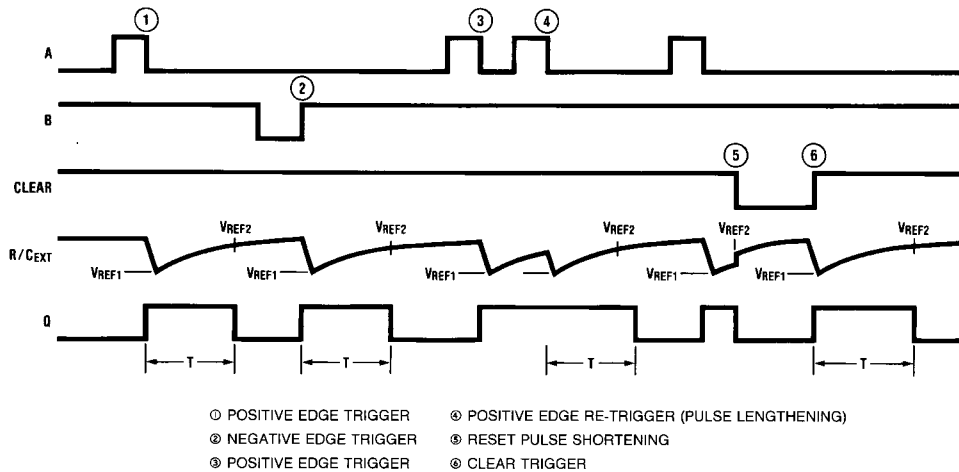 ① ③ ④
A
②
B
⑤ ⑥
CLEAR
VREF2 VREF2 VREF2 VREF2 VREF2
R/CEXT
VREF1 VREF1 VREF1 VREF1 VREF1
Q
T T T T
① POSITIVE EDGE TRIGGER ④ POSITIVE EDGE RE-TRIGGER (PULSE LENGTHENING)
② NEGATIVE EDGE TRIGGER ⑤ RESET PULSE SHORTENING
③ POSITIVE EDGE TRIGGER ⑥ CLEAR TRIGGER